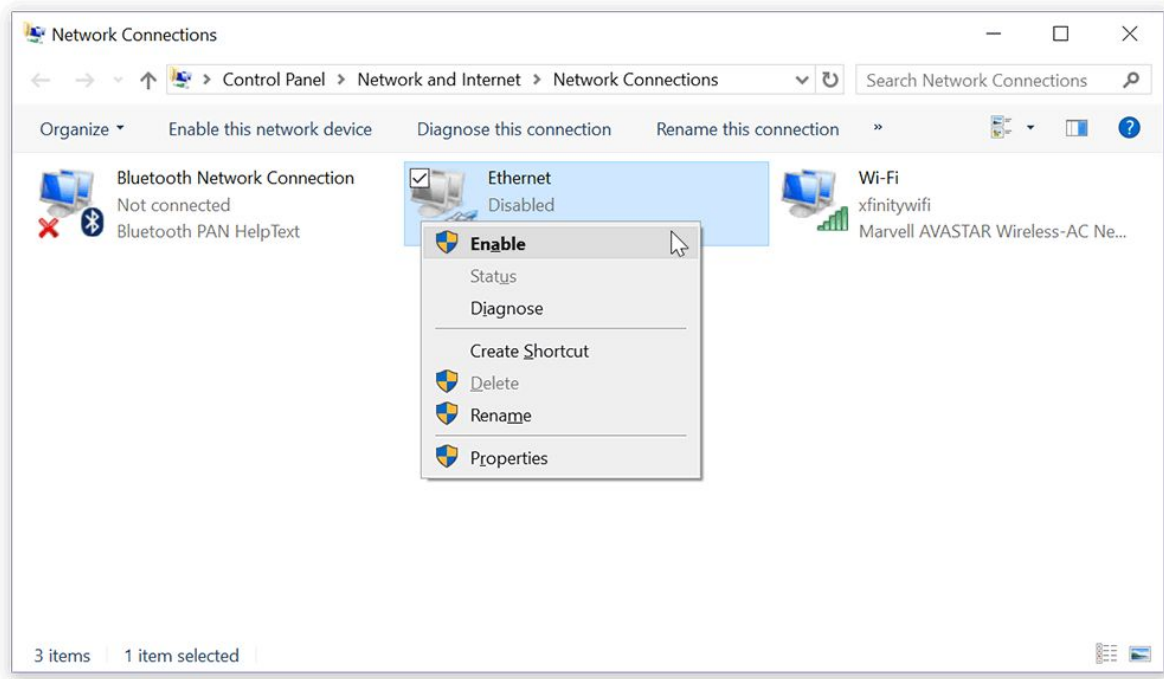 Network Connections
Control Panel > Network and Internet > Network Connections
Search Network Connections
Organize
Enable this network device
Diagnose this connection
Rename this connection
»
Bluetooth Network Connection
Not connected
Bluetooth PAN HelpText
Ethernet
Disabled
Wi-Fi
xfinitywifi
Marvell AVASTAR Wireless-AC Ne...
Enable
Status
Diagnose
Create Shortcut
Delete
Rename
Properties
3 items
1 item selected